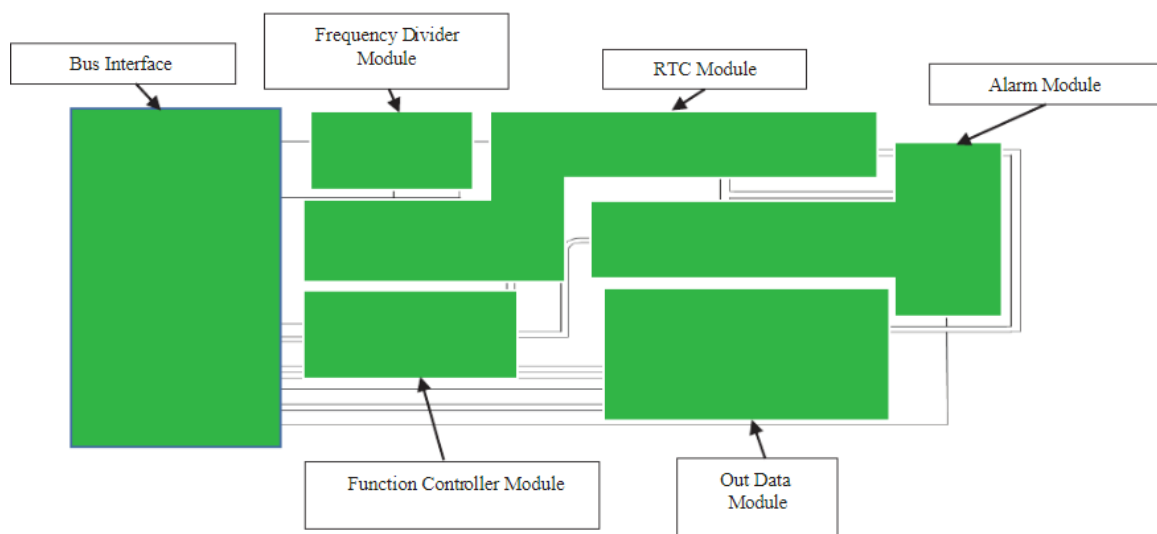 Bus Interface
Frequency Divider
Module
RTC Module
Alarm Module
Function Controller Module
Out Data
Module